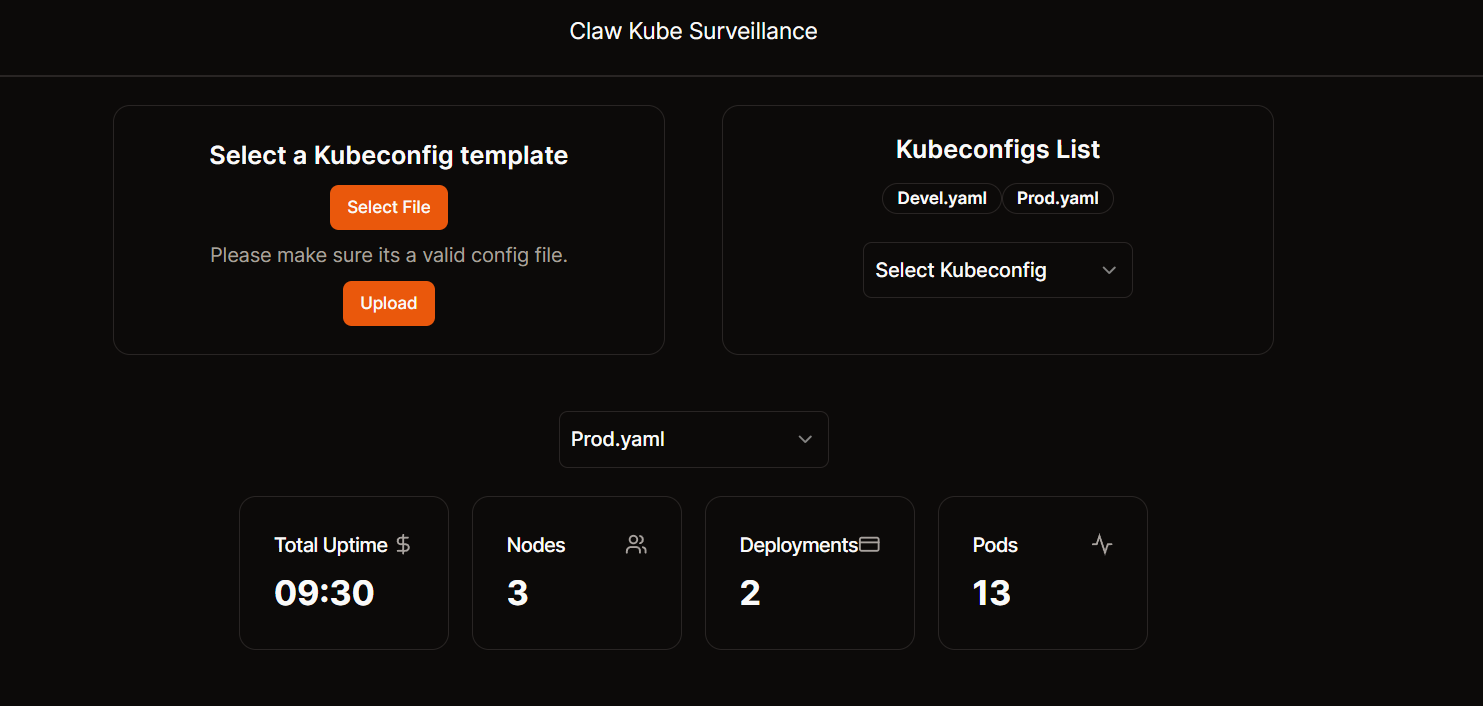 Claw Kube Surveillance
Select a Kubeconfig template
Select File
Please make sure its a valid config file.
Upload
Kubeconfigs List
Devel.yaml Prod.yaml
Select Kubeconfig
Prod.yaml
Total Uptime $
09:30
Nodes
3
Deployments
2
Pods
13